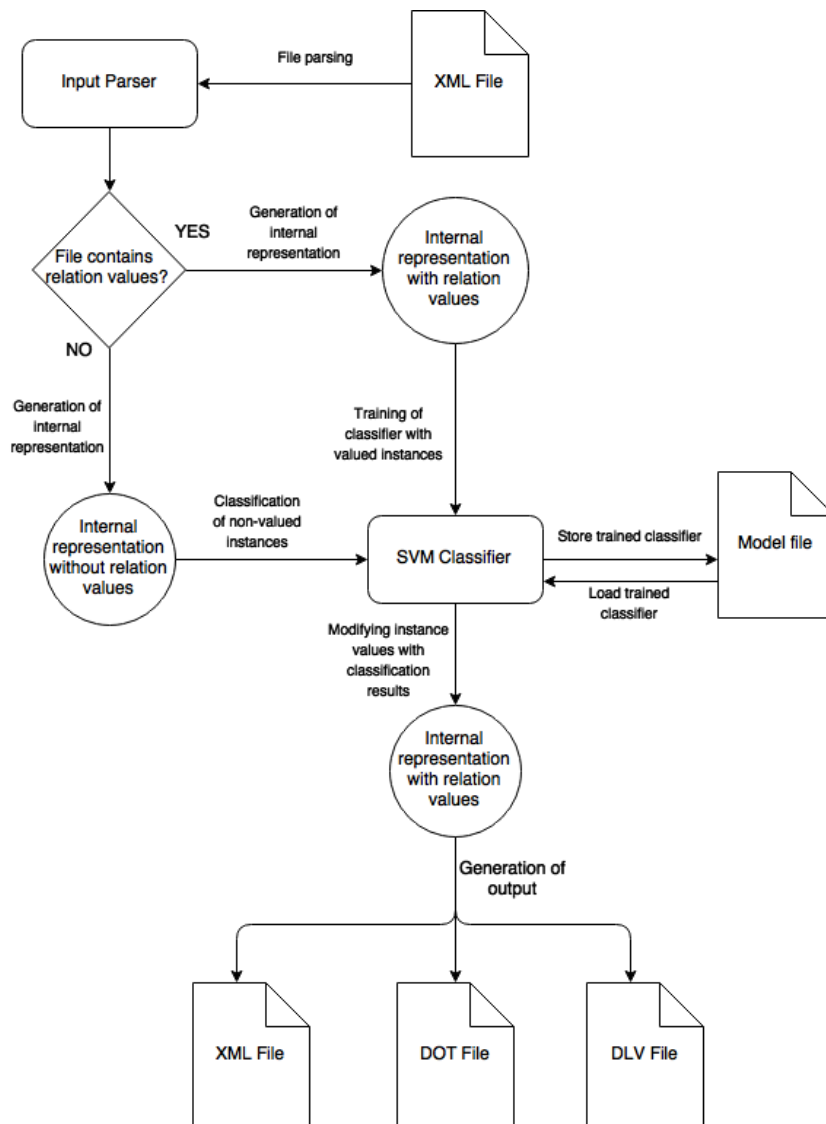 File parsing
Input Parser
XML File
YES
Generation of
internal
representation
File contains
relation values?
Internal
representation
with relation
values
NO
Generation of
internal
representation
Training of
classifier with
valued instances
Internal
representation
without relation
values
Classification
of non-valued
instances
SVM Classifier
Store trained classifier
Model file
Load trained
classifier
Modifying instance
values with
classification
results
Internal
representation
with relation
values
Generation of
output
XML File
DOT File
DLV File